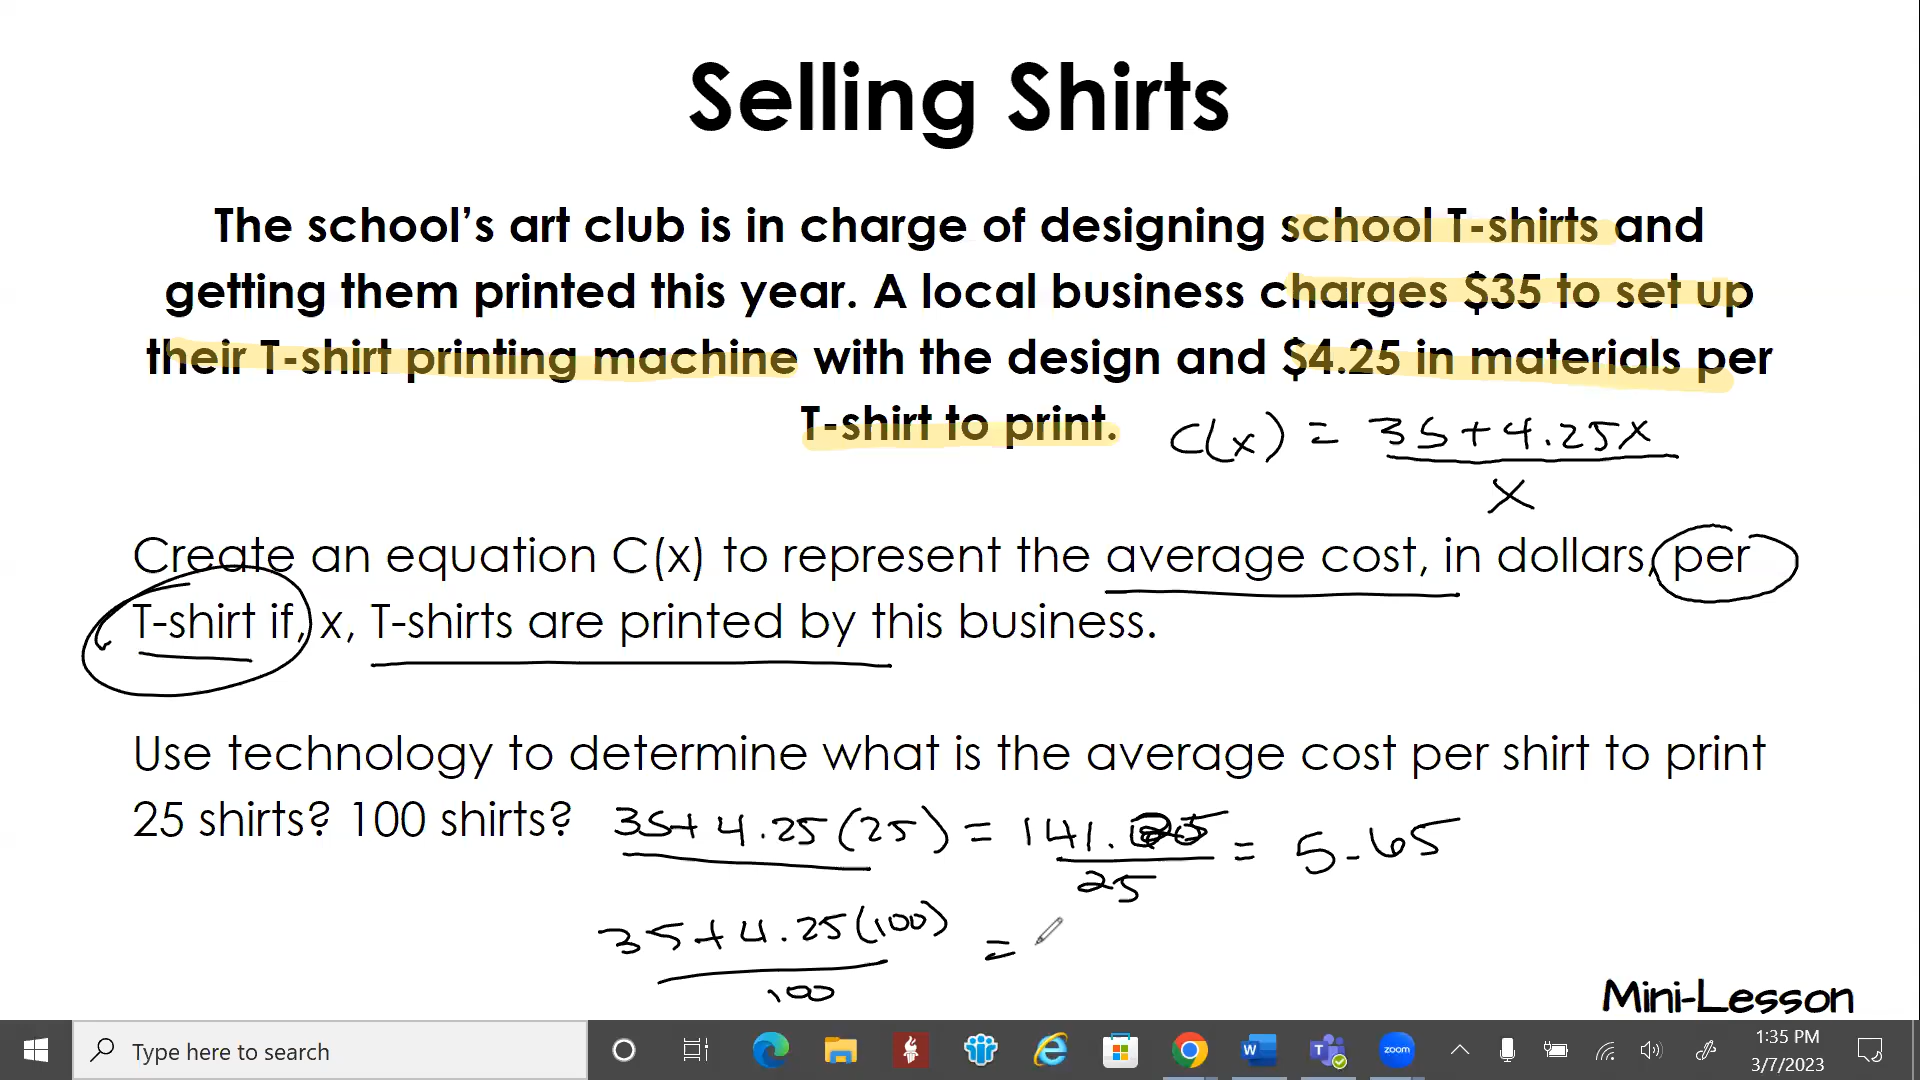 Selling Shirts
The school's art club is in charge of designing school T-shirts and
getting them printed this year. A local business charges $35 to set up
their T-shirt printing machine with the design and $4.25 in materials per
T-shirt to print.
C(x) = 35+4.25x
x
Create an equation C(x) to represent the average cost, in dollars, per
T-shirt if, x, T-shirts are printed by this business.
Use technology to determine what is the average cost per shirt to print
25 shirts? 100 shirts?
35+4.25(25) = 141. = 5.65
25
35+4.25(100) =
100
Mini-Lesson
Type here to search
W
zoom
1:35 PM
3/7/2023